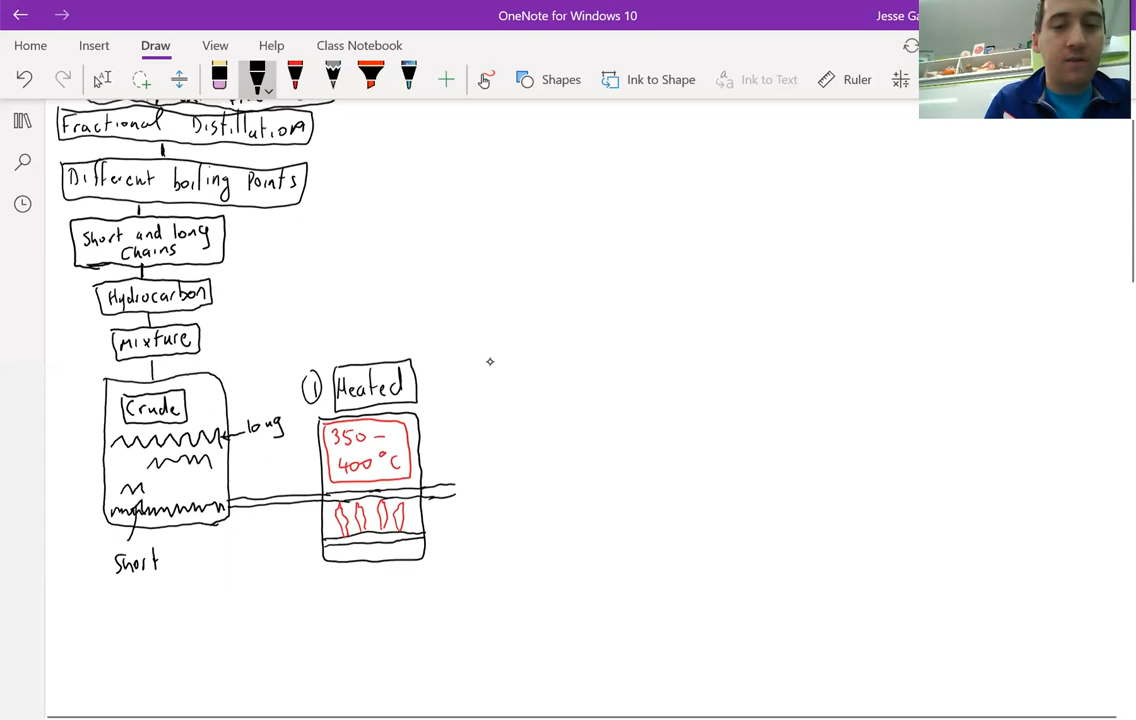 OneNote for Windows 10
Jesse Ga
Home
Insert
Draw
View
Help
Class Notebook
Shapes
Ink to Shape
Ink to Text
Ruler
Fractional Distillation
Different boiling Points
Short and long
Chains
Hydrocarbon
Mixture
Crude
long
Short
① Heated
350 -
400°C